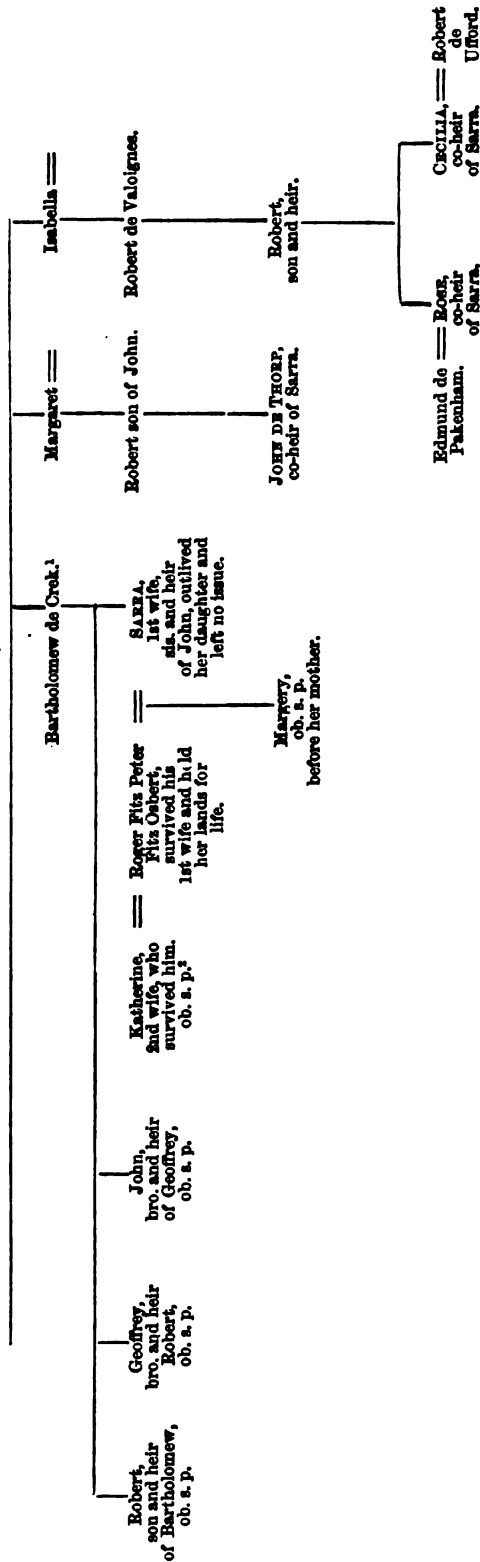 Bartholomew de Crek.¹
Margaret
Isabella
Robert son of John.
Robert de Valoignes.
Robert,
son and heir
of Bartholomew,
ob. s. p.
Geoffrey,
bro. and heir
Robert,
ob. s. p.
John,
bro. and heir
of Geoffrey,
ob. s. p.
Katherine,
2nd wife, who
survived him.
ob. s. p.²
Roger Fitz Peter
Fitz Osbert,
survived his
1st wife and held
her lands for
life.
SARRA,
1st wife,
sis. and heir
of John, outlived
her daughter and
left no issue.
Margery,
ob. s. p.
before her mother.
JOHN DE THORP,
co-heir of Sarra.
Robert,
son and heir.
Edmund de
Pakenham.
ROSE,
co-heir
of Sarra.
CECILIA,
co-heir
of Sarra.
Robert
de
Ufford.